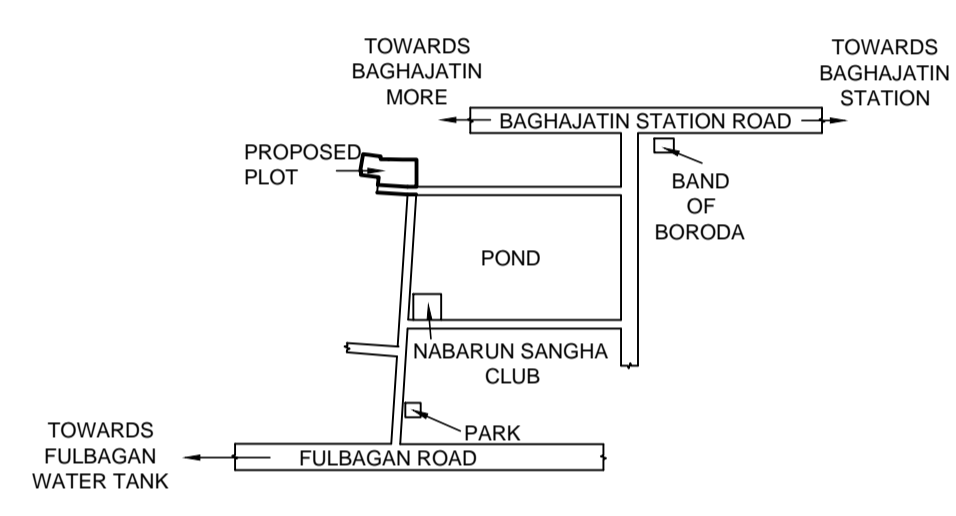 TOWARDS
BAGHAJATIN
MORE
TOWARDS
BAGHAJATIN
STATION
BAGHAJATIN STATION ROAD
PROPOSED
PLOT
BAND
OF
BORODA
POND
NABARUN SANGHA
CLUB
PARK
TOWARDS
FULBAGAN
WATER TANK
FULBAGAN ROAD